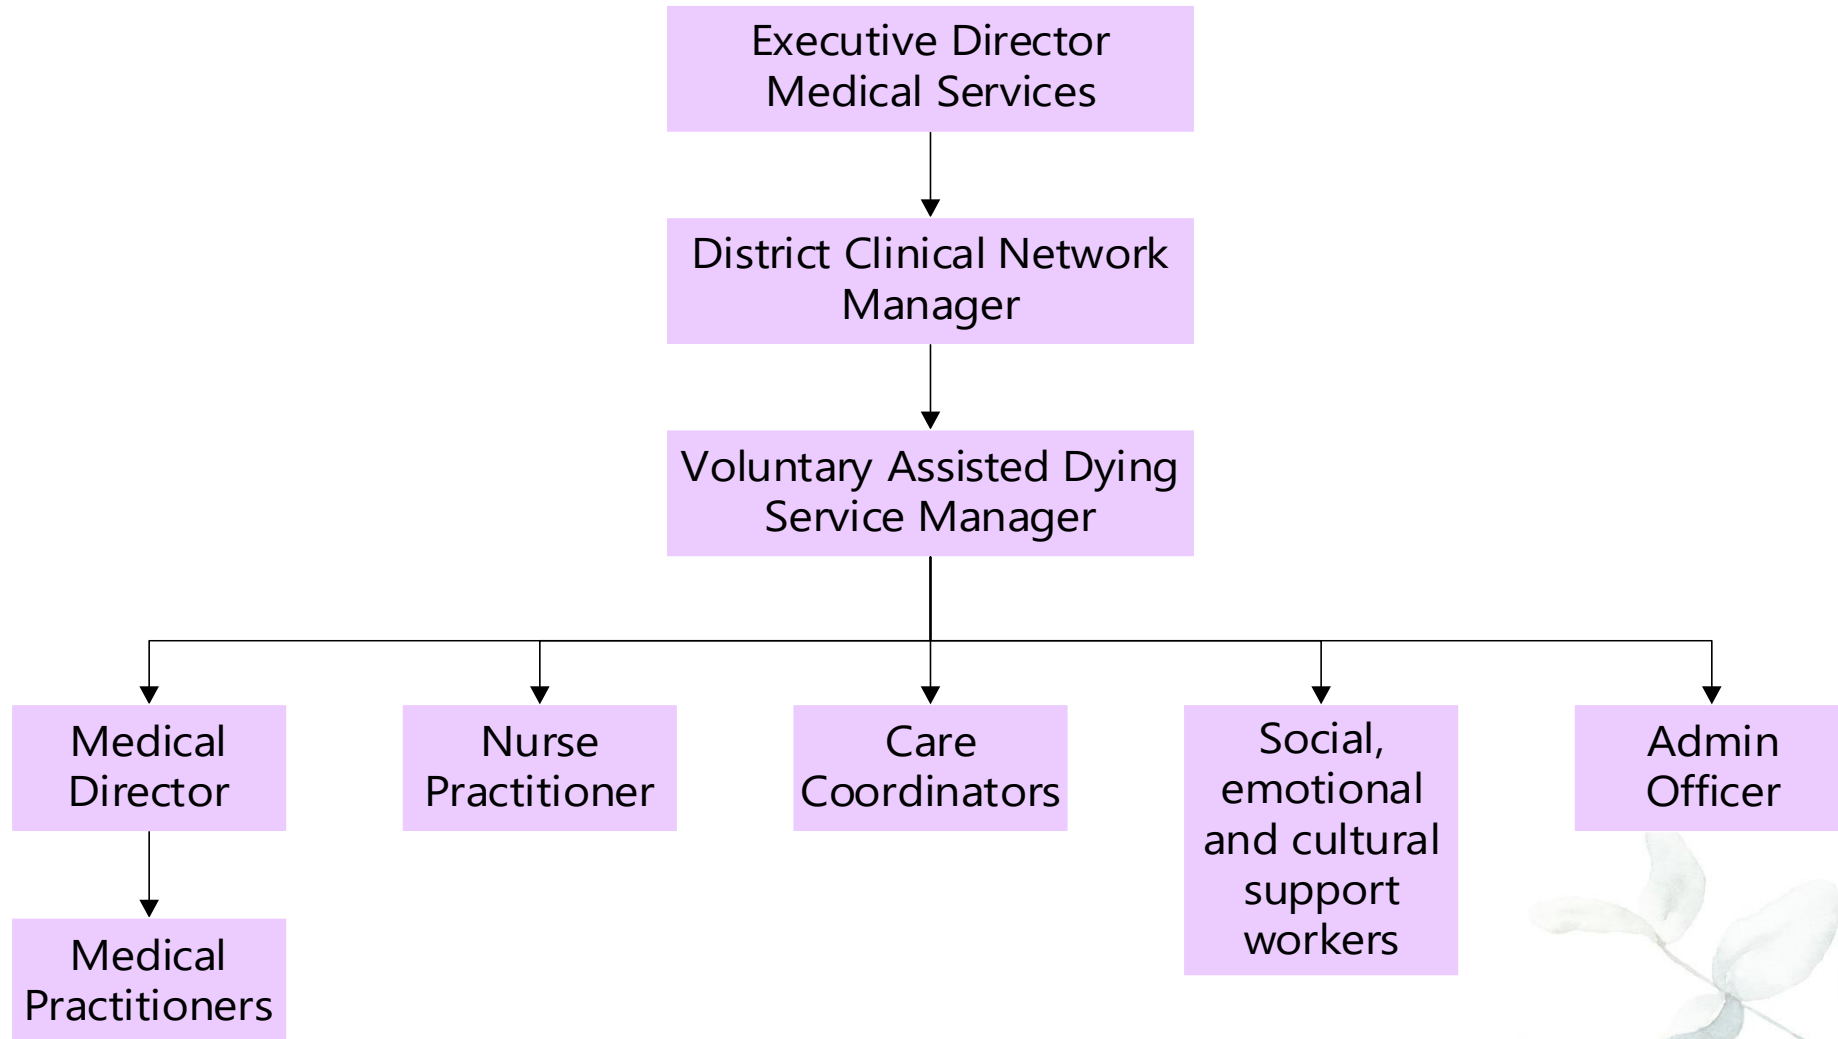 Executive Director
Medical Services
District Clinical Network
Manager
Voluntary Assisted Dying
Service Manager
Medical
Director
Nurse
Practitioner
Care
Coordinators
Social,
emotional
and cultural
support
workers
Admin
Officer
Medical
Practitioners